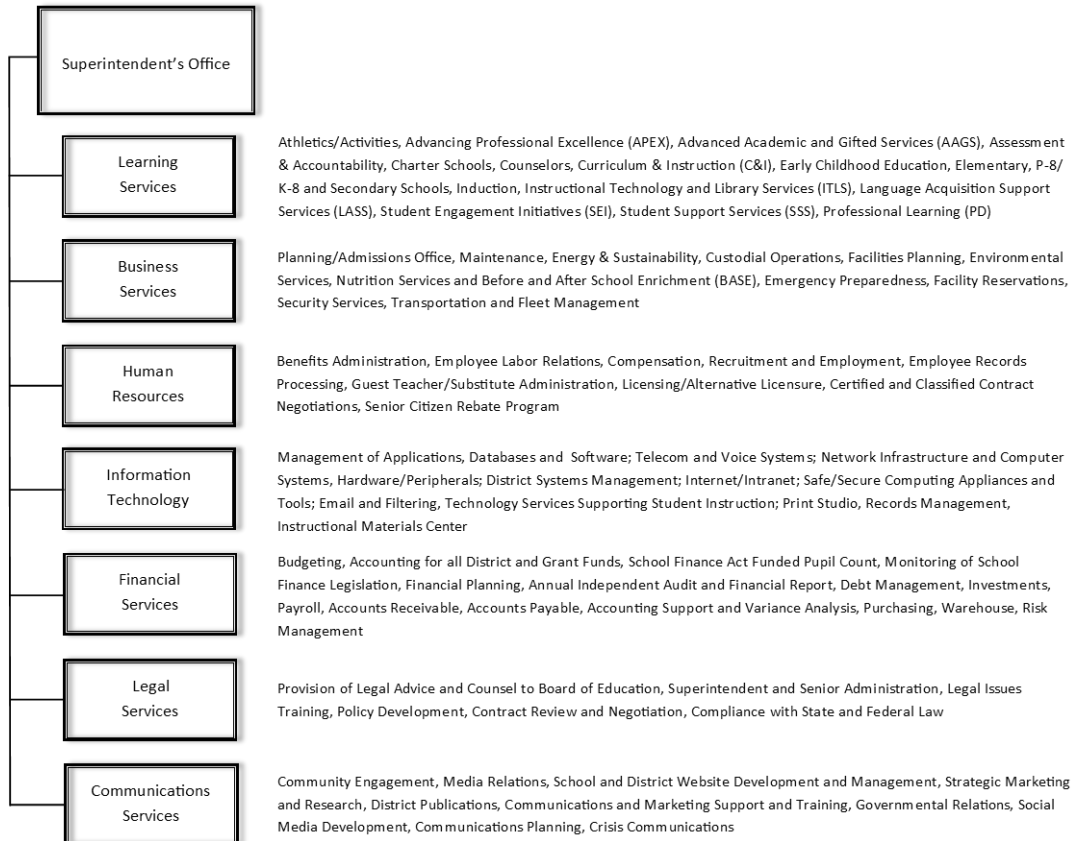 Superintendent's Office
Learning
Services
Athletics/Activities, Advancing Professional Excellence (APEX), Advanced Academic and Gifted Services (AAGS), Assessment
& Accountability, Charter Schools, Counselors, Curriculum & Instruction (C&I), Early Childhood Education, Elementary, P-8/
K-8 and Secondary Schools, Induction, Instructional Technology and Library Services (ITLS), Language Acquisition Support
Services (LASS), Student Engagement Initiatives (SEI), Student Support Services (SSS), Professional Learning (PD)
Business
Services
Planning/Admissions Office, Maintenance, Energy & Sustainability, Custodial Operations, Facilities Planning, Environmental
Services, Nutrition Services and Before and After School Enrichment (BASE), Emergency Preparedness, Facility Reservations,
Security Services, Transportation and Fleet Management
Human
Resources
Benefits Administration, Employee Labor Relations, Compensation, Recruitment and Employment, Employee Records
Processing, Guest Teacher/Substitute Administration, Licensing/Alternative Licensure, Certified and Classified Contract
Negotiations, Senior Citizen Rebate Program
Information
Technology
Management of Applications, Databases and Software; Telecom and Voice Systems; Network Infrastructure and Computer
Systems, Hardware/Peripherals; District Systems Management; Internet/Intranet; Safe/Secure Computing Appliances and
Tools; Email and Filtering, Technology Services Supporting Student Instruction; Print Studio, Records Management,
Instructional Materials Center
Financial
Services
Budgeting, Accounting for all District and Grant Funds, School Finance Act Funded Pupil Count, Monitoring of School
Finance Legislation, Financial Planning, Annual Independent Audit and Financial Report, Debt Management, Investments,
Payroll, Accounts Receivable, Accounts Payable, Accounting Support and Variance Analysis, Purchasing, Warehouse, Risk
Management
Legal
Services
Provision of Legal Advice and Counsel to Board of Education, Superintendent and Senior Administration, Legal Issues
Training, Policy Development, Contract Review and Negotiation, Compliance with State and Federal Law
Communications
Services
Community Engagement, Media Relations, School and District Website Development and Management, Strategic Marketing
and Research, District Publications, Communications and Marketing Support and Training, Governmental Relations, Social
Media Development, Communications Planning, Crisis Communications